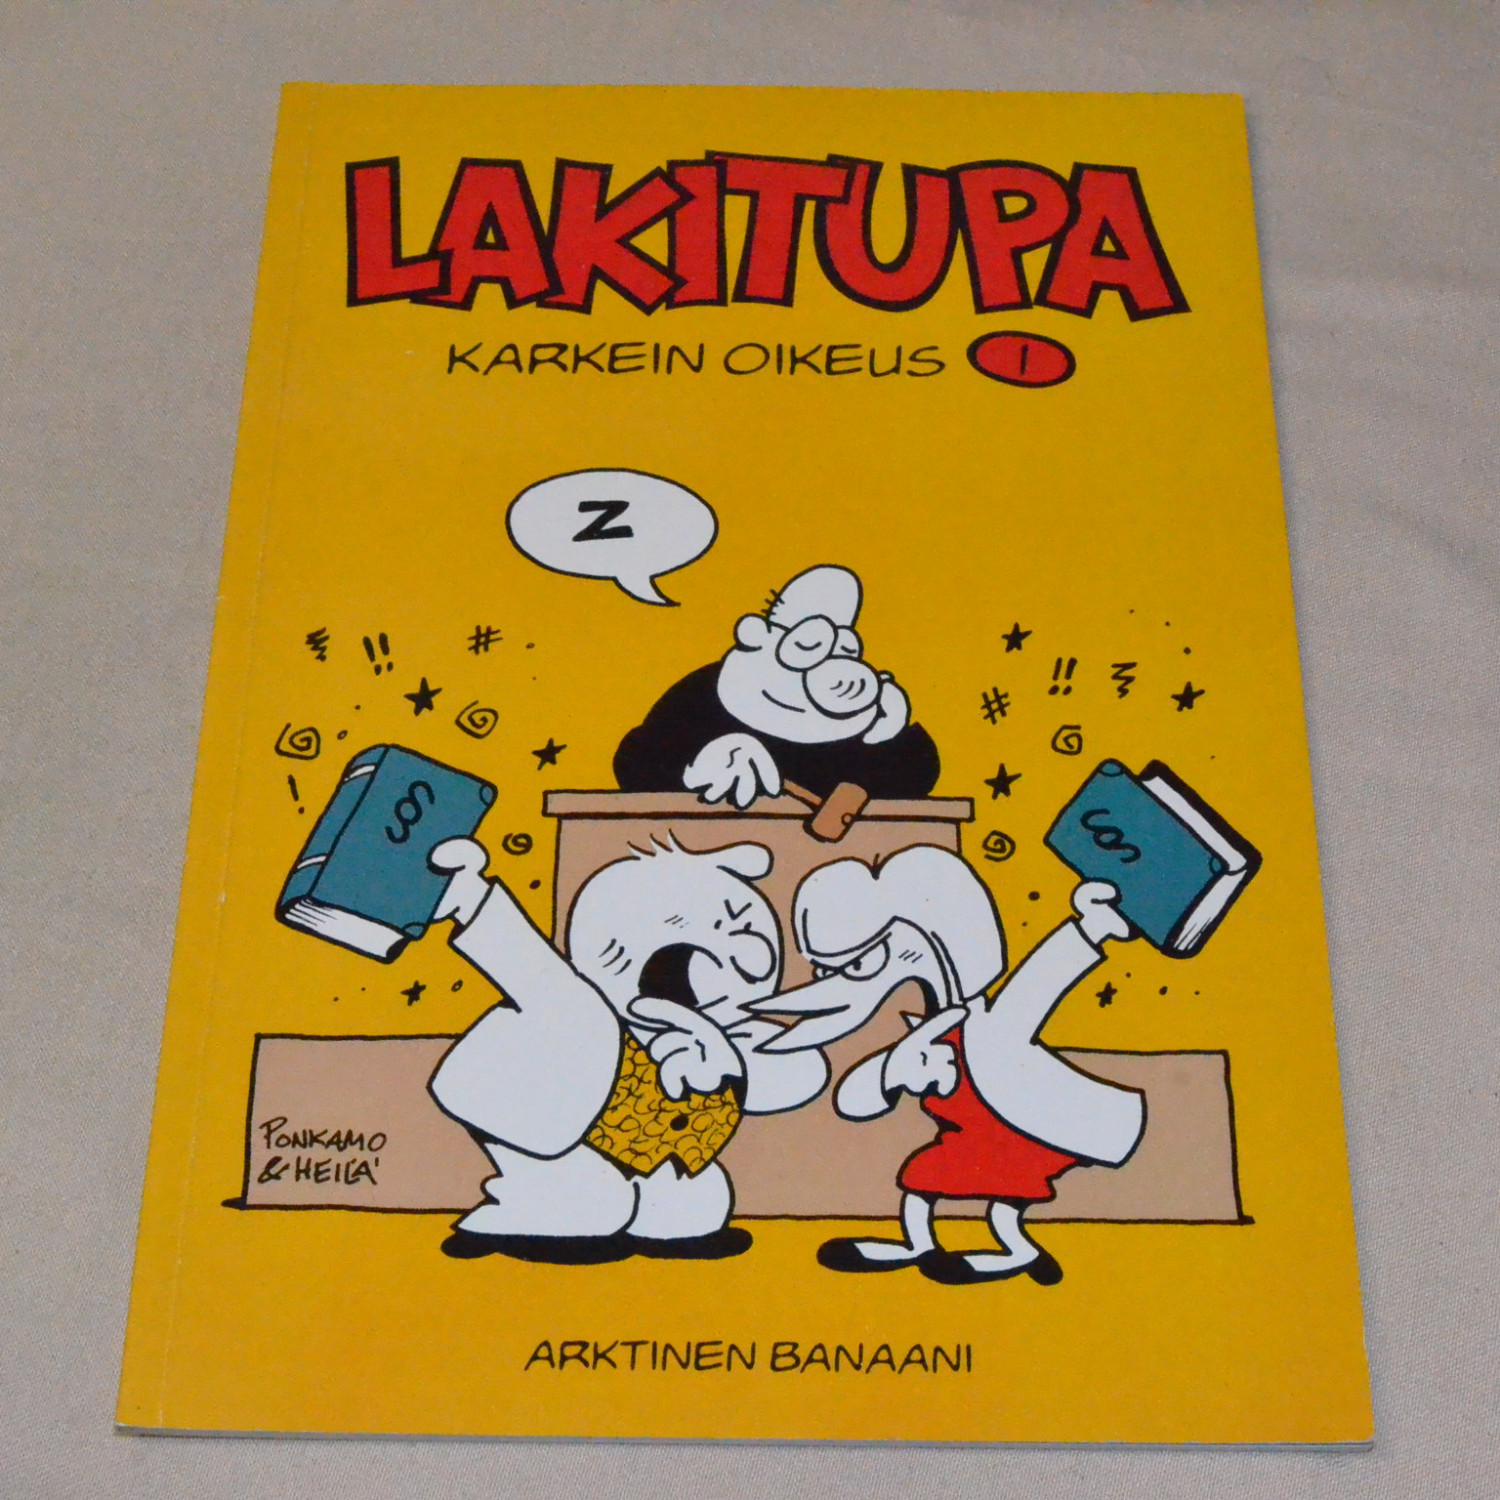 LAKITUPA
KARKEIN OIKEUS 1
Z
!! #
!! #
!
§ §
PONKAMO
& HEILÄ
ARKTINEN BANAANI